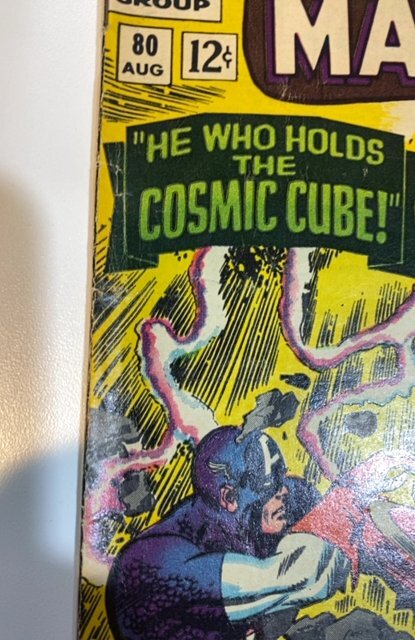 GROUP
80
AUG
12¢
MA
"HE WHO HOLDS
THE
COSMIC CUBE!"
A